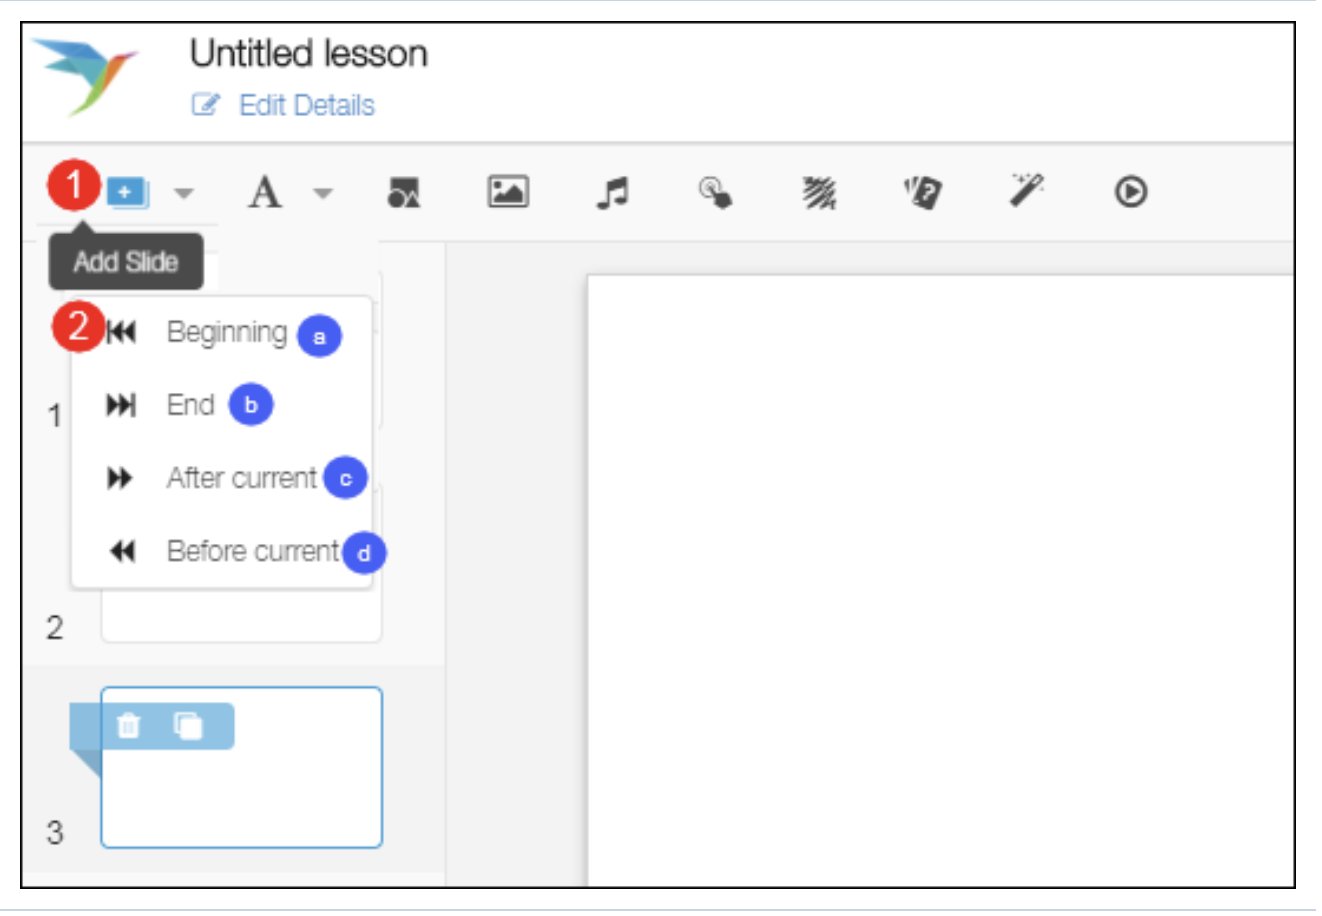 Untitled lesson
Edit Details
1
A
Add Slide
2 Beginning a
1 End b
After current c
Before current d
2
3